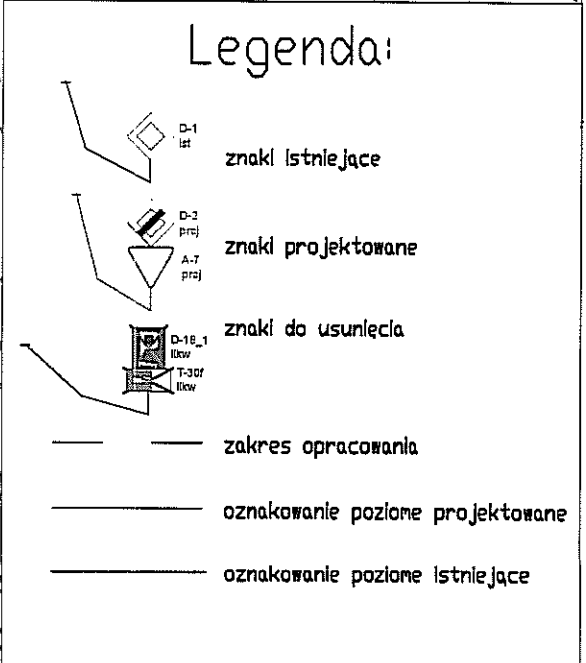 Legenda:
D-1
ist
znaki istniejące
D-2
proj
A-7
proj
znaki projektowane
D-18_1
likw
T-30f
likw
znaki do usunięcia
zakres opracowania
oznakowanie poziome projektowane
oznakowanie poziome istniejące